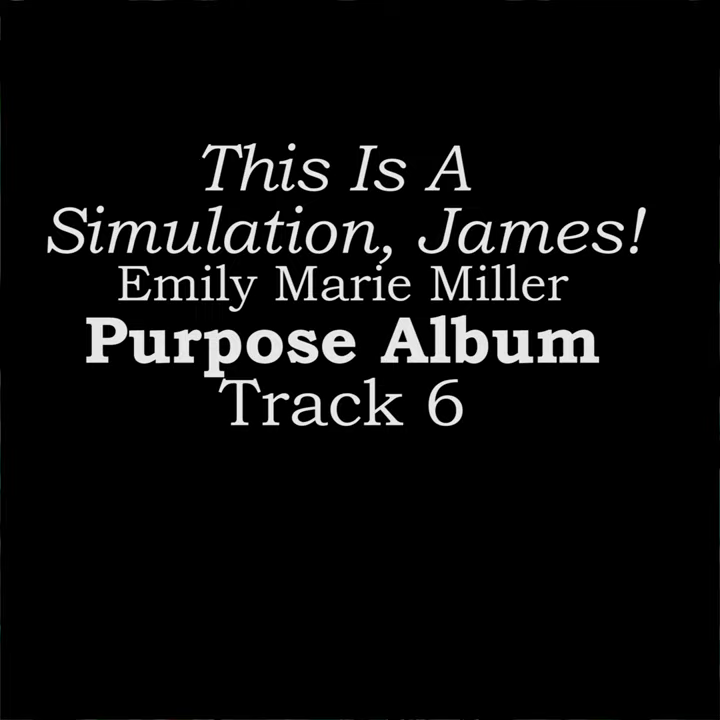 This Is A
Simulation, James!
Emily Marie Miller
Purpose Album
Track 6